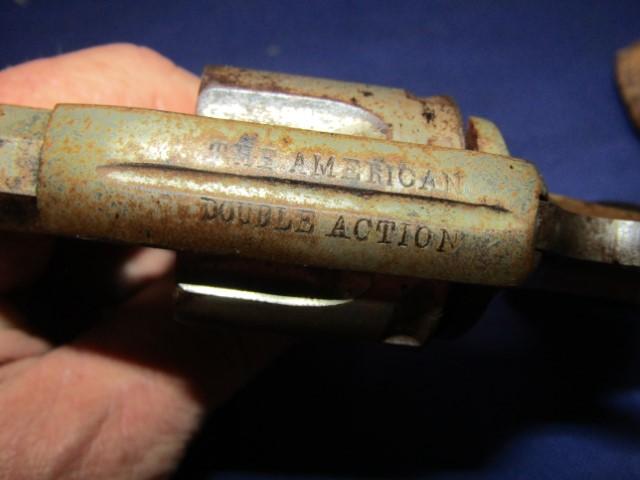 THE AMERICAN
DOUBLE ACTION